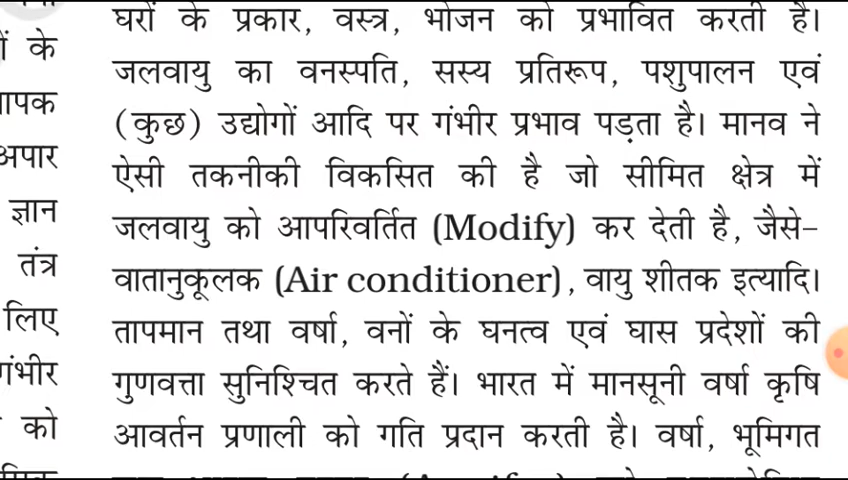 ों के
ापक
अपार
ज्ञान
तंत्र
लिए
गंभीर
को
घरों के प्रकार, वस्त्र, भोजन को प्रभावित करती है।
जलवायु का वनस्पति, सस्य प्रतिरूप, पशुपालन एवं
(कुछ) उद्योगों आदि पर गंभीर प्रभाव पड़ता है। मानव ने
ऐसी तकनीकी विकसित की है जो सीमित क्षेत्र में
जलवायु को आपरिवर्तित (Modify) कर देती है, जैसे–
वातानुकूलक (Air conditioner), वायु शीतक इत्यादि।
तापमान तथा वर्षा, वनों के घनत्व एवं घास प्रदेशों की
गुणवत्ता सुनिश्चित करते हैं। भारत में मानसूनी वर्षा कृषि
आवर्तन प्रणाली को गति प्रदान करती है। वर्षा, भूमिगत